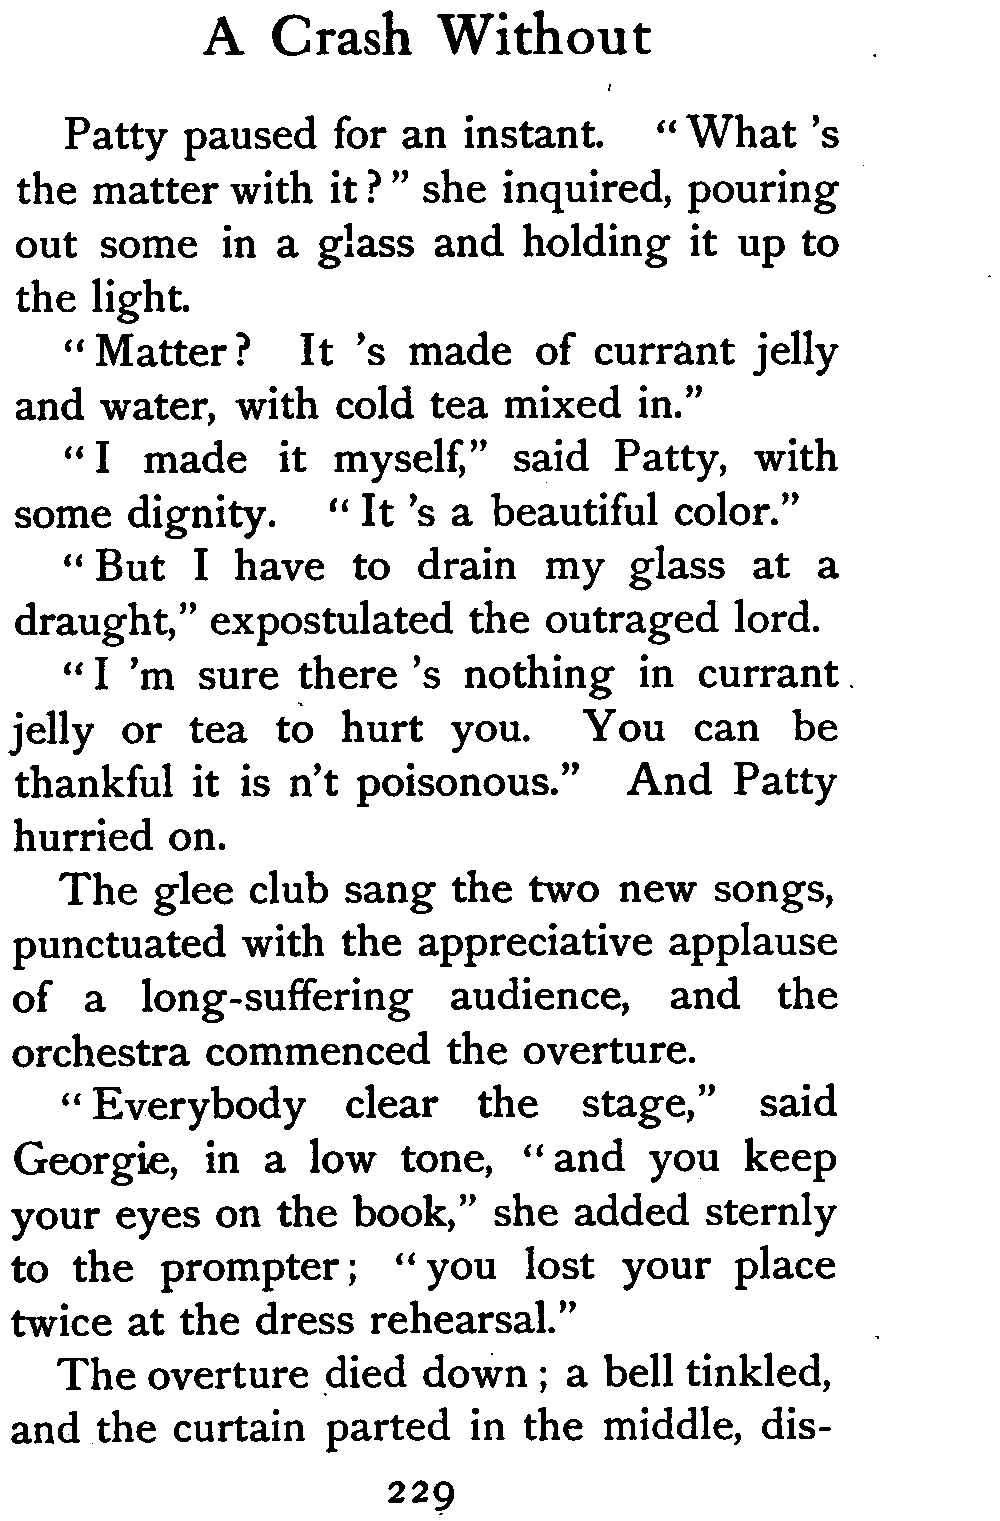 A Crash Without
Patty paused for an instant. “What 's
the matter with it?” she inquired, pouring
out some in a glass and holding it up to
the light.
“Matter? It 's made of currant jelly
and water, with cold tea mixed in.”
“I made it myself,” said Patty, with
some dignity. “It 's a beautiful color.”
“But I have to drain my glass at a
draught,” expostulated the outraged lord.
“I 'm sure there 's nothing in currant
jelly or tea to hurt you. You can be
thankful it is n't poisonous.” And Patty
hurried on.
The glee club sang the two new songs,
punctuated with the appreciative applause
of a long-suffering audience, and the
orchestra commenced the overture.
“Everybody clear the stage,” said
Georgie, in a low tone, “and you keep
your eyes on the book,” she added sternly
to the prompter; “you lost your place
twice at the dress rehearsal.”
The overture died down; a bell tinkled,
and the curtain parted in the middle, dis-
229